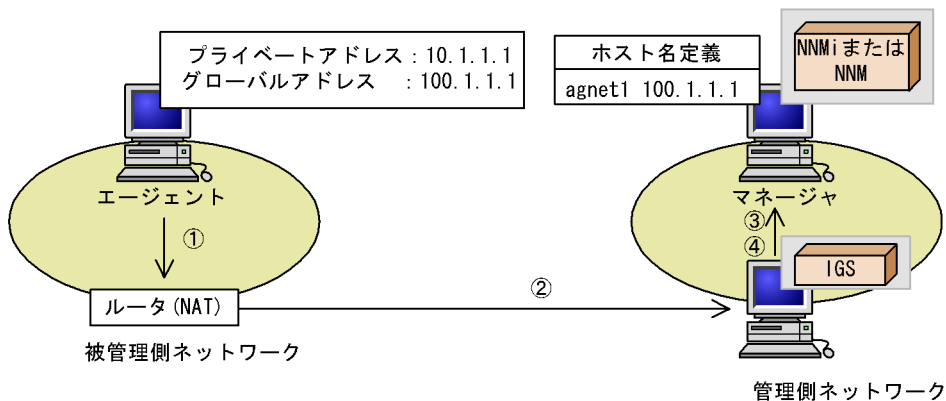 プライベートアドレス：10.1.1.1
グローバルアドレス　：100.1.1.1
ホスト名定義
agnet1 100.1.1.1
NNMiまたは
NNM
エージェント
マネージャ
①
③
④
IGS
②
ルータ(NAT)
被管理側ネットワーク
管理側ネットワーク